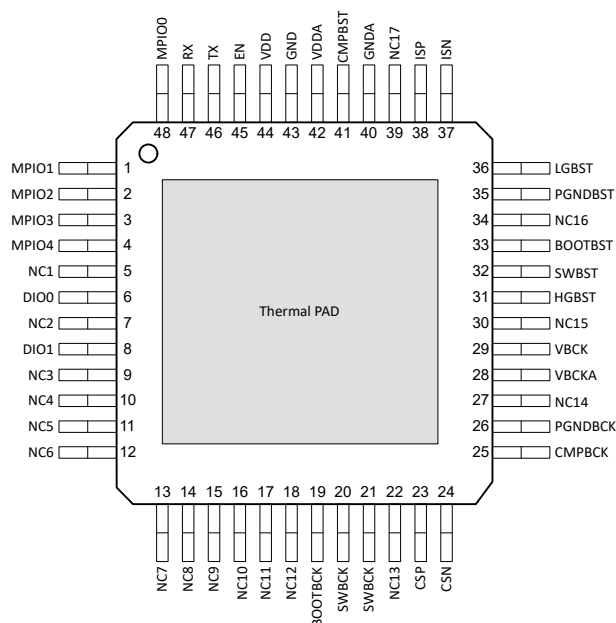 MPIO0
RX
TX
EN
VDD
GND
VDDA
CMPBST
GNDA
NC17
ISP
ISN
48 47 46 45 44 43 42 41 40 39 38 37
MPIO1 1
MPIO2 2
MPIO3 3
MPIO4 4
NC1 5
DIO0 6
NC2 7
DIO1 8
NC3 9
NC4 10
NC5 11
NC6 12
Thermal PAD
36 LGBST
35 PGNDBST
34 NC16
33 BOOTBST
32 SWBST
31 HGBST
30 NC15
29 VBCK
28 VBCKA
27 NC14
26 PGNDBCK
25 CMPBCK
13 14 15 16 17 18 19 20 21 22 23 24
NC7
NC8
NC9
NC10
NC11
NC12
BOOTBCK
SWBCK
SWBCK
NC13
CSP
CSN